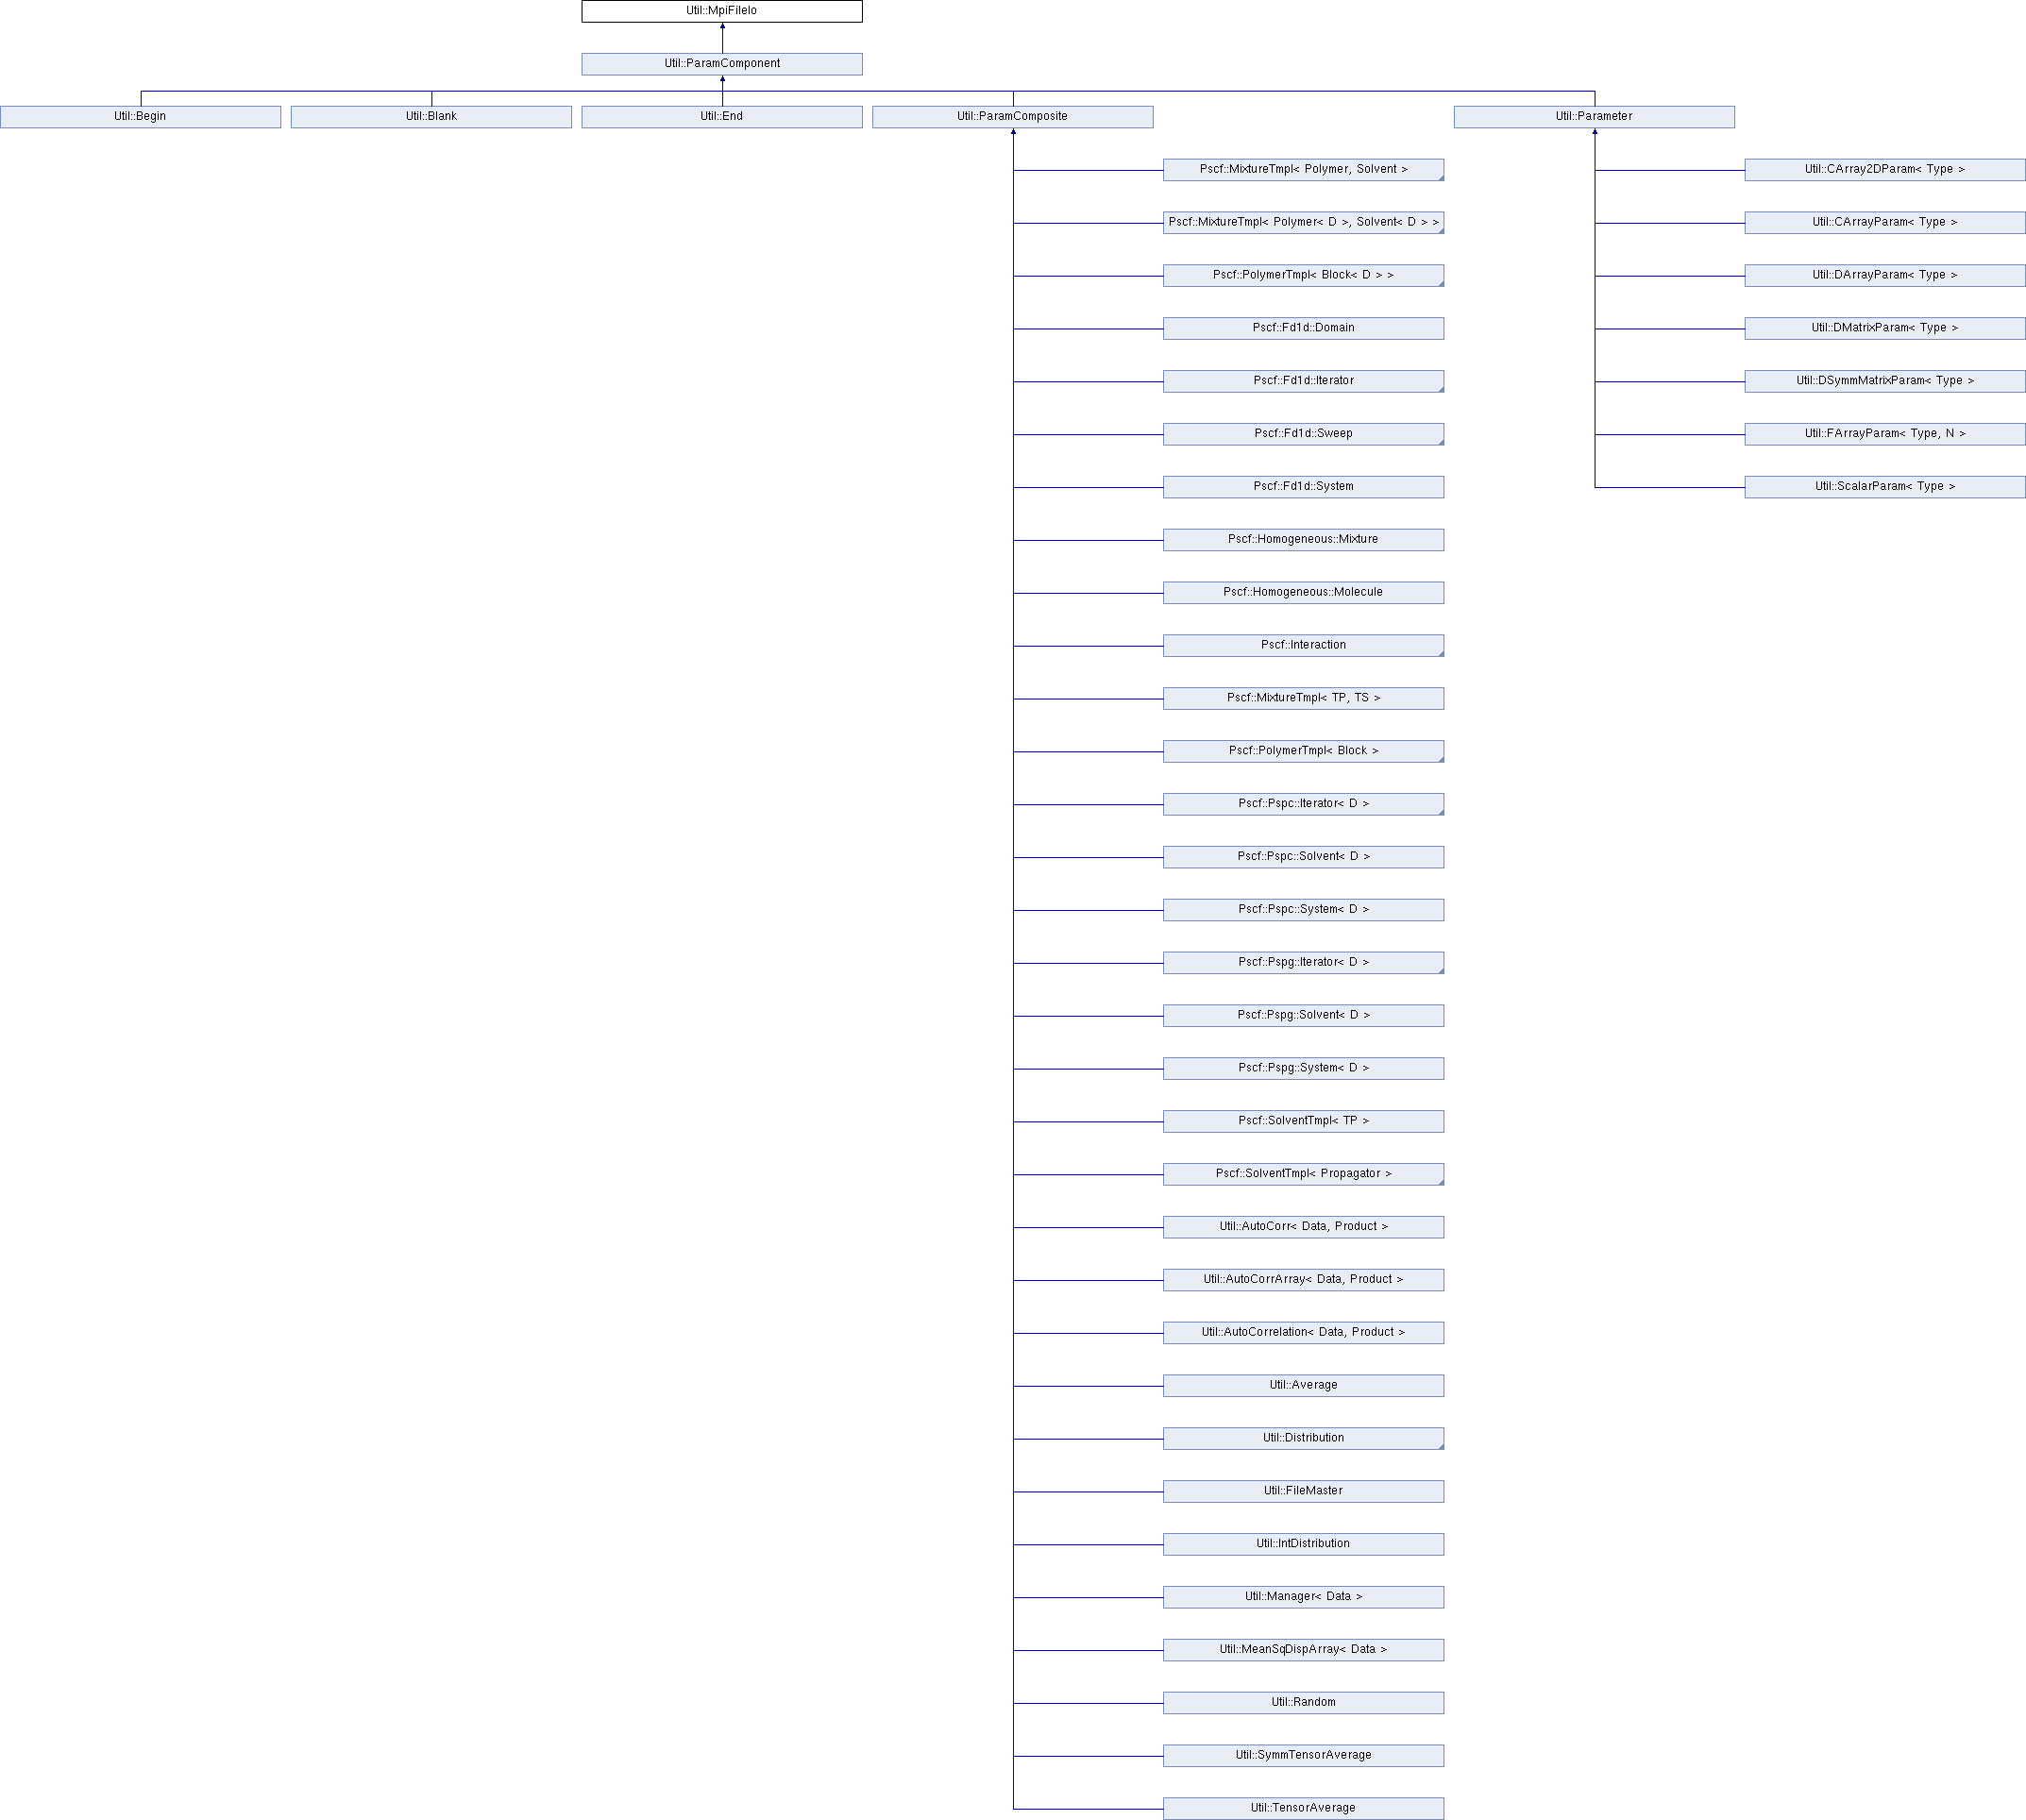 Util::MpiFileIo
Util::ParamComponent
Util::Begin
Util::Blank
Util::End
Util::ParamComposite
Util::Parameter
Pscf::MixtureTmpl< Polymer, Solvent >
Util::CArray2DParam< Type >
Pscf::MixtureTmpl< Polymer< D >, Solvent< D > >
Util::CArrayParam< Type >
Pscf::PolymerTmpl< Block< D > >
Util::DArrayParam< Type >
Pscf::Fd1d::Domain
Util::DMatrixParam< Type >
Pscf::Fd1d::Iterator
Util::DSymmMatrixParam< Type >
Pscf::Fd1d::Sweep
Util::FArrayParam< Type, N >
Pscf::Fd1d::System
Util::ScalarParam< Type >
Pscf::Homogeneous::Mixture
Pscf::Homogeneous::Molecule
Pscf::Interaction
Pscf::MixtureTmpl< TP, TS >
Pscf::PolymerTmpl< Block >
Pscf::Pspc::Iterator< D >
Pscf::Pspc::Solvent< D >
Pscf::Pspc::System< D >
Pscf::Pspg::Iterator< D >
Pscf::Pspg::Solvent< D >
Pscf::Pspg::System< D >
Pscf::SolventTmpl< TP >
Pscf::SolventTmpl< Propagator >
Util::AutoCorr< Data, Product >
Util::AutoCorrArray< Data, Product >
Util::AutoCorrelation< Data, Product >
Util::Average
Util::Distribution
Util::FileMaster
Util::IntDistribution
Util::Manager< Data >
Util::MeanSqDispArray< Data >
Util::Random
Util::SymmTensorAverage
Util::TensorAverage